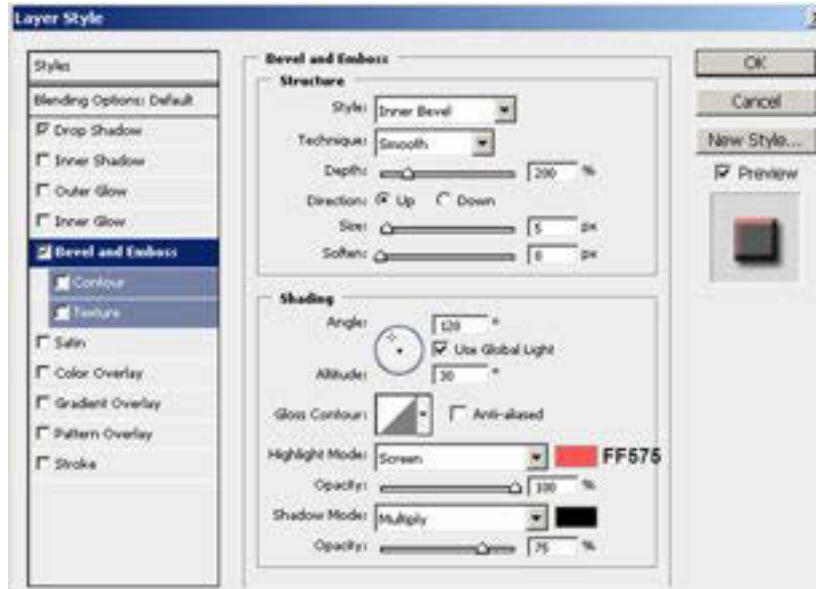 Layer Style
Styles
Blending Options: Default
Drop Shadow
Inner Shadow
Outer Glow
Inner Glow
Bevel and Emboss
Contour
Texture
Satin
Color Overlay
Gradient Overlay
Pattern Overlay
Stroke
Bevel and Emboss
Structure
Style: Inner Bevel
Technique: Smooth
Depth: 200 %
Direction: Up Down
Size: 5 px
Soften: 0 px
Shading
Angle: 120 °
Use Global Light
Altitude: 30 °
Gloss Contour: Anti-aliased
Highlight Mode: Screen FF575
Opacity: 100 %
Shadow Mode: Multiply
Opacity: 75 %
OK
Cancel
New Style...
Preview